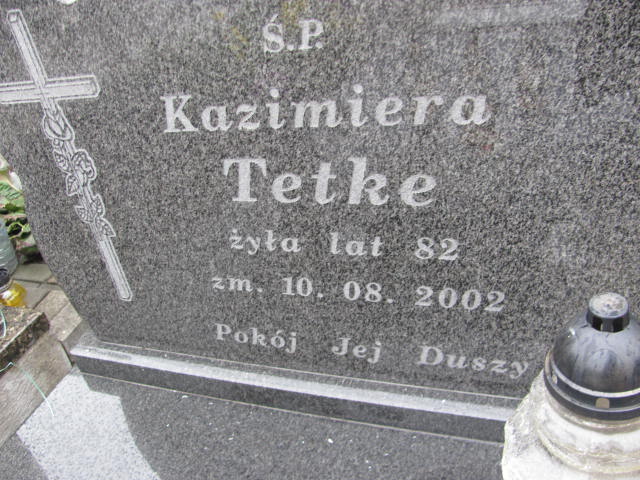 Ś.P.
Kazimiera
Tetke
żyła lat 82
zm. 10. 08. 2002
Pokój Jej Duszy